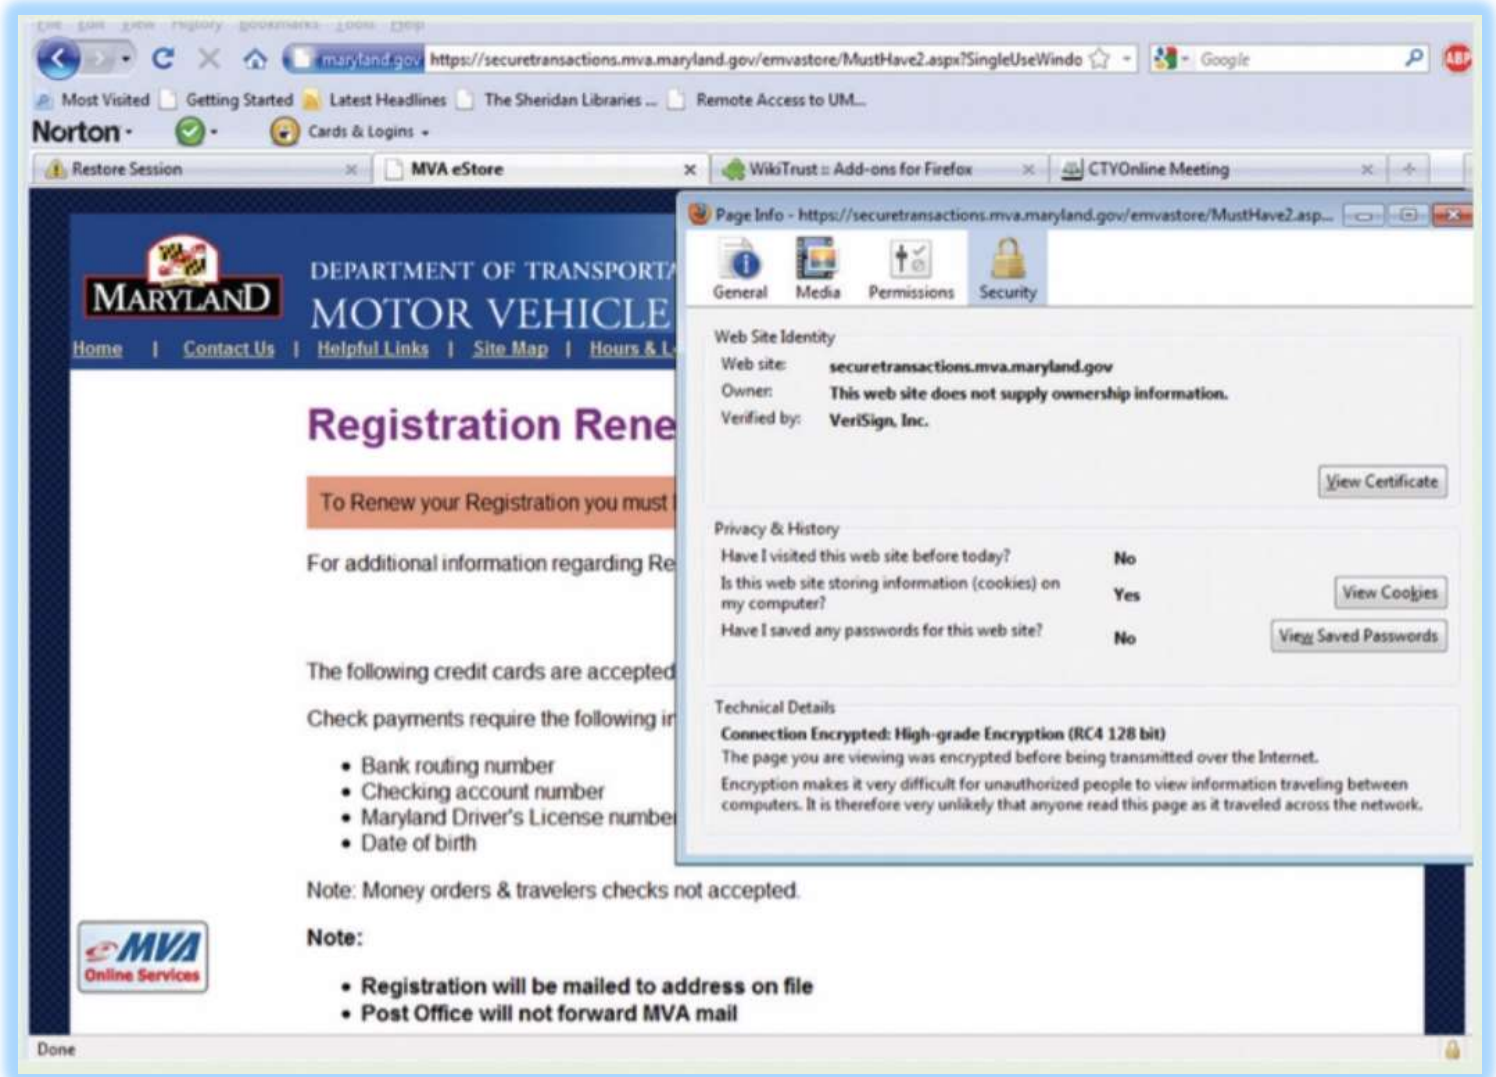 File Edit View History Bookmarks Tools Help
maryland.gov https://securetransactions.mva.maryland.gov/emvastore/MustHave2.aspx?SingleUseWindo Google ABP
Most Visited Getting Started Latest Headlines The Sheridan Libraries ... Remote Access to UM...
Norton Cards & Logins
Restore Session MVA eStore WikiTrust :: Add-ons for Firefox CTYOnline Meeting
MARYLAND
DEPARTMENT OF TRANSPORTA
MOTOR VEHICLE
Home | Contact Us | Helpful Links | Site Map | Hours & L
Registration Rene
To Renew your Registration you must
For additional information regarding Re
The following credit cards are accepted
Check payments require the following in
• Bank routing number
• Checking account number
• Maryland Driver's License number
• Date of birth
Note: Money orders & travelers checks not accepted.
Note:
• Registration will be mailed to address on file
• Post Office will not forward MVA mail
eMVA
Online Services
Done
Page Info - https://securetransactions.mva.maryland.gov/emvastore/MustHave2.asp...
General Media Permissions Security
Web Site Identity
Web site: securetransactions.mva.maryland.gov
Owner: This web site does not supply ownership information.
Verified by: VeriSign, Inc.
View Certificate
Privacy & History
Have I visited this web site before today? No
Is this web site storing information (cookies) on
my computer? Yes View Cookies
Have I saved any passwords for this web site? No View Saved Passwords
Technical Details
Connection Encrypted: High-grade Encryption (RC4 128 bit)
The page you are viewing was encrypted before being transmitted over the Internet.
Encryption makes it very difficult for unauthorized people to view information traveling between
computers. It is therefore very unlikely that anyone read this page as it traveled across the network.